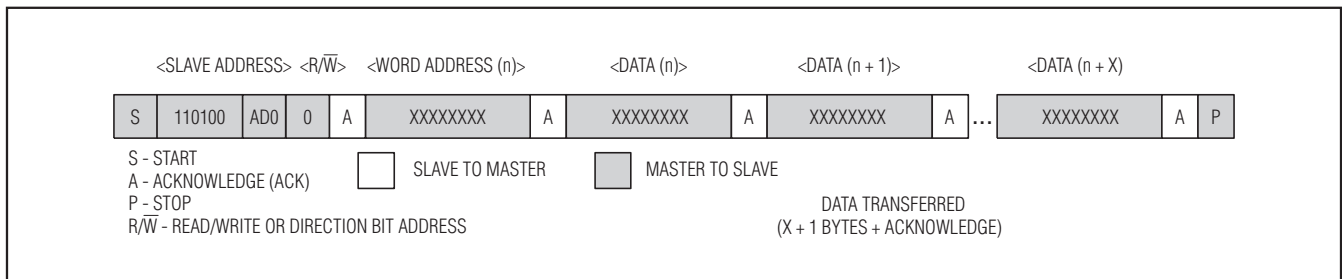 <SLAVE ADDRESS> <R/W̅> <WORD ADDRESS (n)> <DATA (n)> <DATA (n + 1)> <DATA (n + X)
S 110100 AD0 0 A XXXXXXXX A XXXXXXXX A XXXXXXXX A ... XXXXXXXX A P
S - START
A - ACKNOWLEDGE (ACK)
P - STOP
R/W̅ - READ/WRITE OR DIRECTION BIT ADDRESS
SLAVE TO MASTER
MASTER TO SLAVE
DATA TRANSFERRED
(X + 1 BYTES + ACKNOWLEDGE)